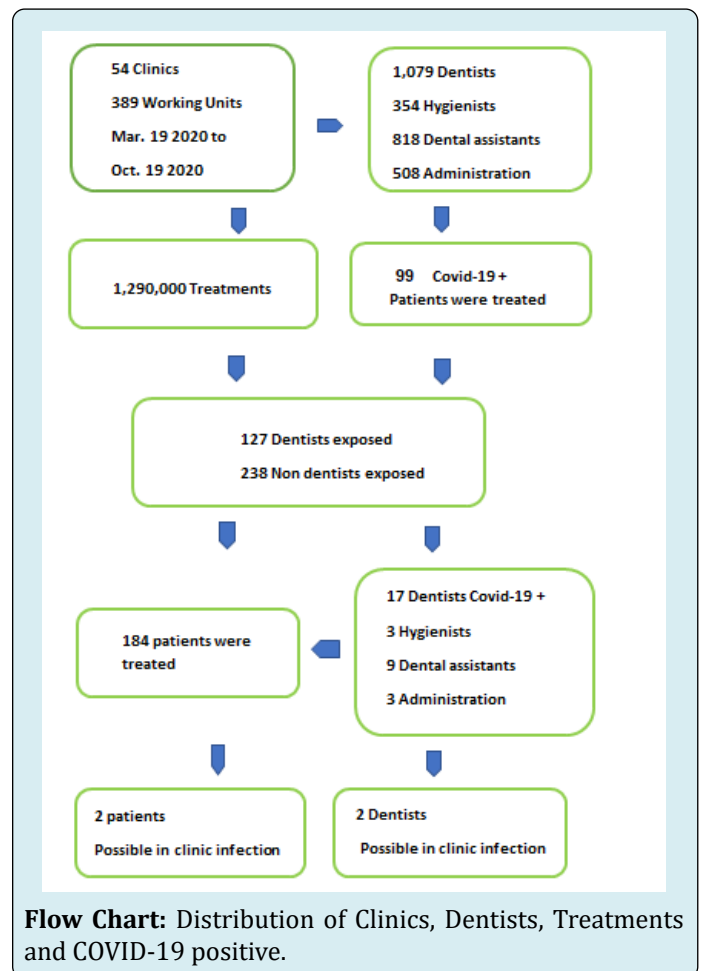 54 Clinics
389 Working Units
Mar. 19 2020 to
Oct. 19 2020
1,079 Dentists
354 Hygienists
818 Dental assistants
508 Administration
1,290,000 Treatments
99 Covid-19 +
Patients were treated
127 Dentists exposed
238 Non dentists exposed
184 patients were
treated
17 Dentists Covid-19 +
3 Hygienists
9 Dental assistants
3 Administration
2 patients
Possible in clinic infection
2 Dentists
Possible in clinic infection
Flow Chart: Distribution of Clinics, Dentists, Treatments
and COVID-19 positive.